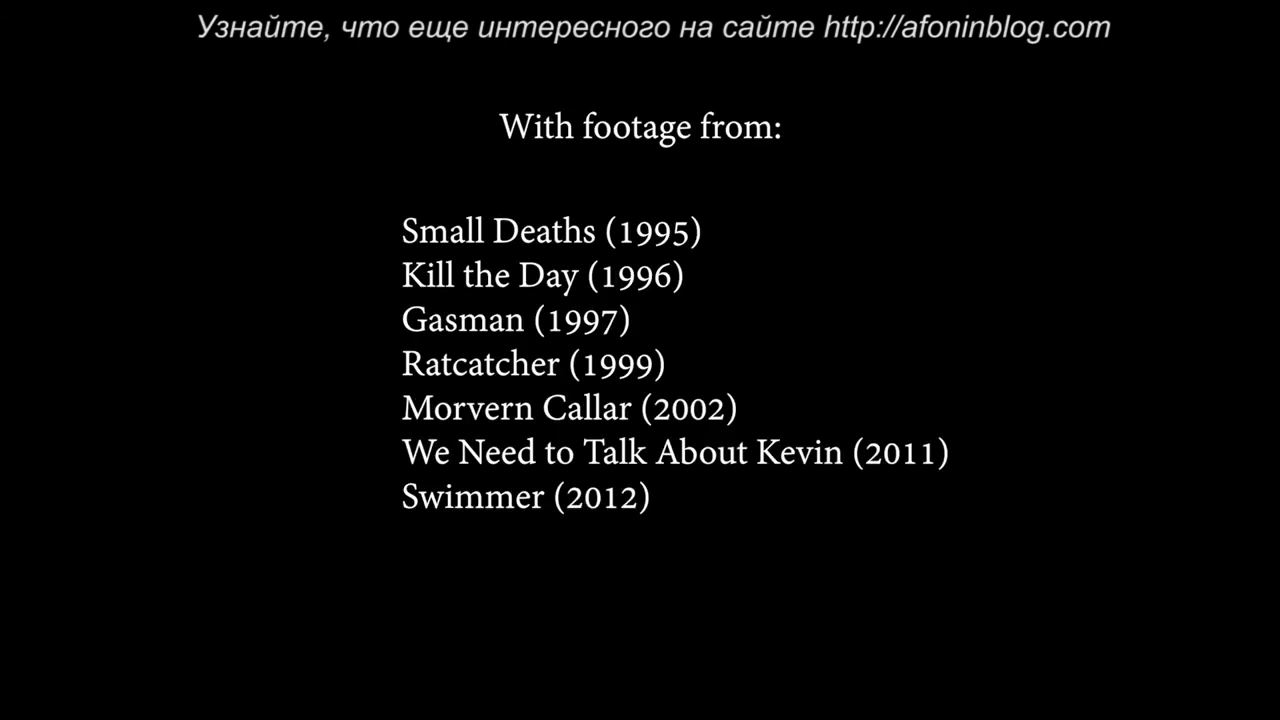 Узнайте, что еще интересного на сайте http://afoninblog.com
With footage from:
Small Deaths (1995)
Kill the Day (1996)
Gasman (1997)
Ratcatcher (1999)
Morvern Callar (2002)
We Need to Talk About Kevin (2011)
Swimmer (2012)